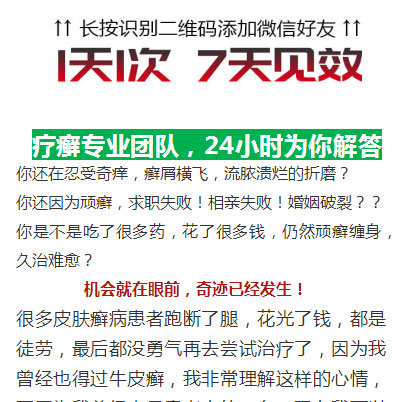 ↑↑ 长按识别二维码添加微信好友 ↑↑
1天1次 7天见效
疗癣专业团队，24小时为你解答
你还在忍受奇痒，癣屑横飞，流脓溃烂的折磨？
你还因为顽癣，求职失败！相亲失败！婚姻破裂？？
你是不是吃了很多药，花了很多钱，仍然顽癣缠身，
久治难愈？
机会就在眼前，奇迹已经发生！
很多皮肤癣病患者跑断了腿，花光了钱，都是
徒劳，最后都没勇气再去尝试治疗了，因为我
曾经也得过牛皮癣，我非常理解这样的心情，